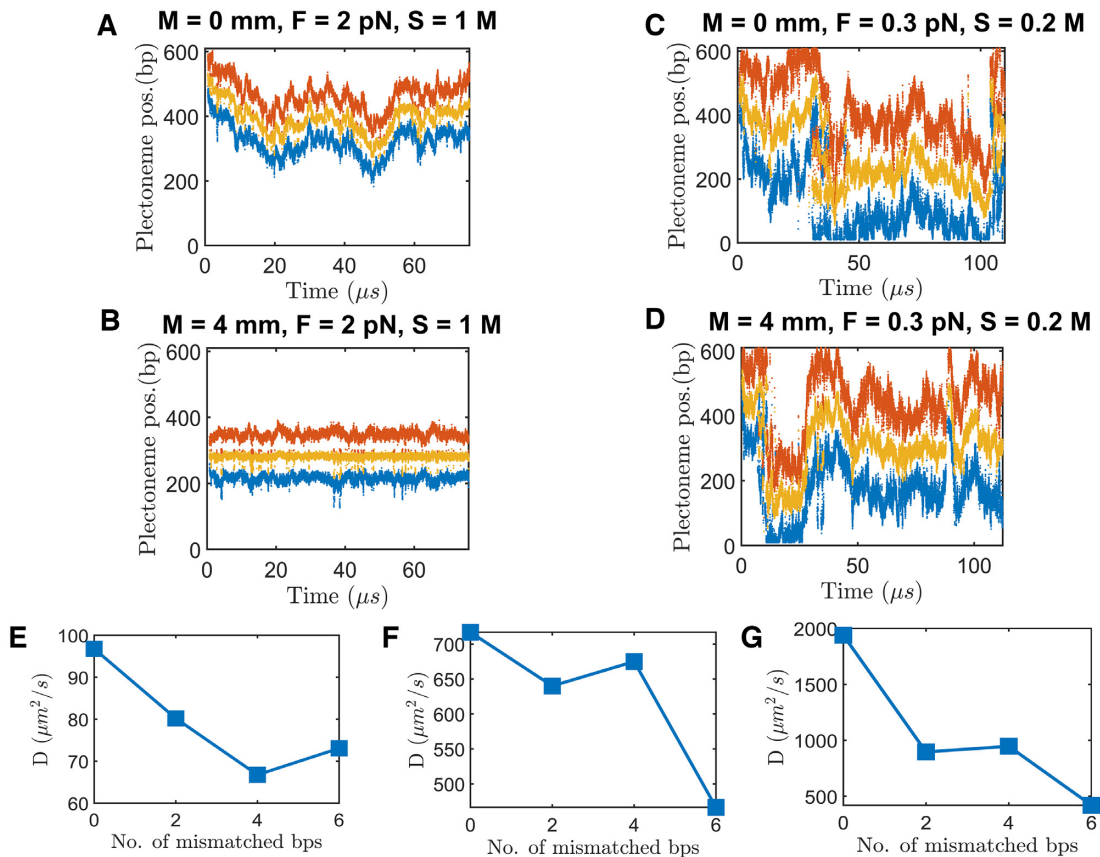 A
M = 0 mm, F = 2 pN, S = 1 M
Plectoneme pos.(bp)
600
400
200
0
0 20 40 60
Time (μs)
B
M = 4 mm, F = 2 pN, S = 1 M
Plectoneme pos.(bp)
600
400
200
0
0 20 40 60
Time (μs)
C
M = 0 mm, F = 0.3 pN, S = 0.2 M
Plectoneme pos.(bp)
600
400
200
0
0 50 100
Time (μs)
D
M = 4 mm, F = 0.3 pN, S = 0.2 M
Plectoneme pos.(bp)
600
400
200
0
0 50 100
Time (μs)
E
D (μm²/s)
100
90
80
70
60
0 2 4 6
No. of mismatched bps
F
D (μm²/s)
700
650
600
550
500
0 2 4 6
No. of mismatched bps
G
D (μm²/s)
2000
1500
1000
500
0 2 4 6
No. of mismatched bps